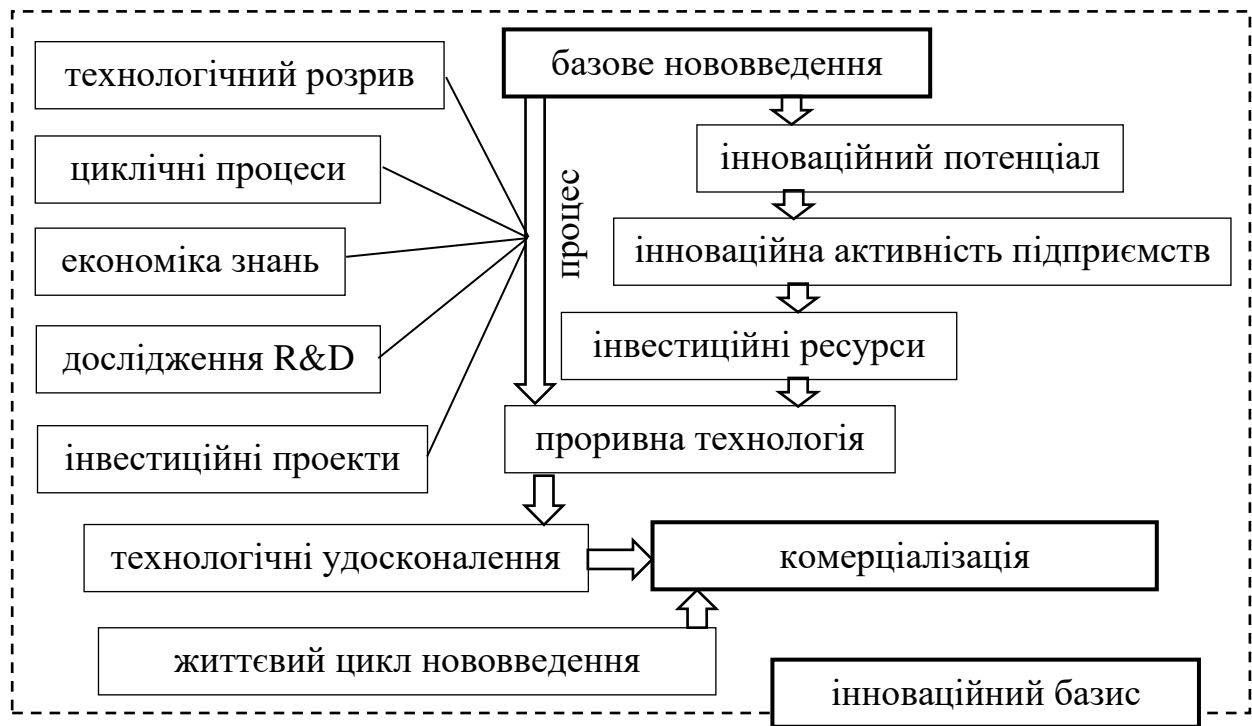 технологічний розрив
базове нововведення
циклічні процеси
інноваційний потенціал
процес
економіка знань
інноваційна активність підприємств
дослідження R&D
інвестиційні ресурси
інвестиційні проекти
проривна технологія
технологічні удосконалення
комерціалізація
життєвий цикл нововведення
інноваційний базис